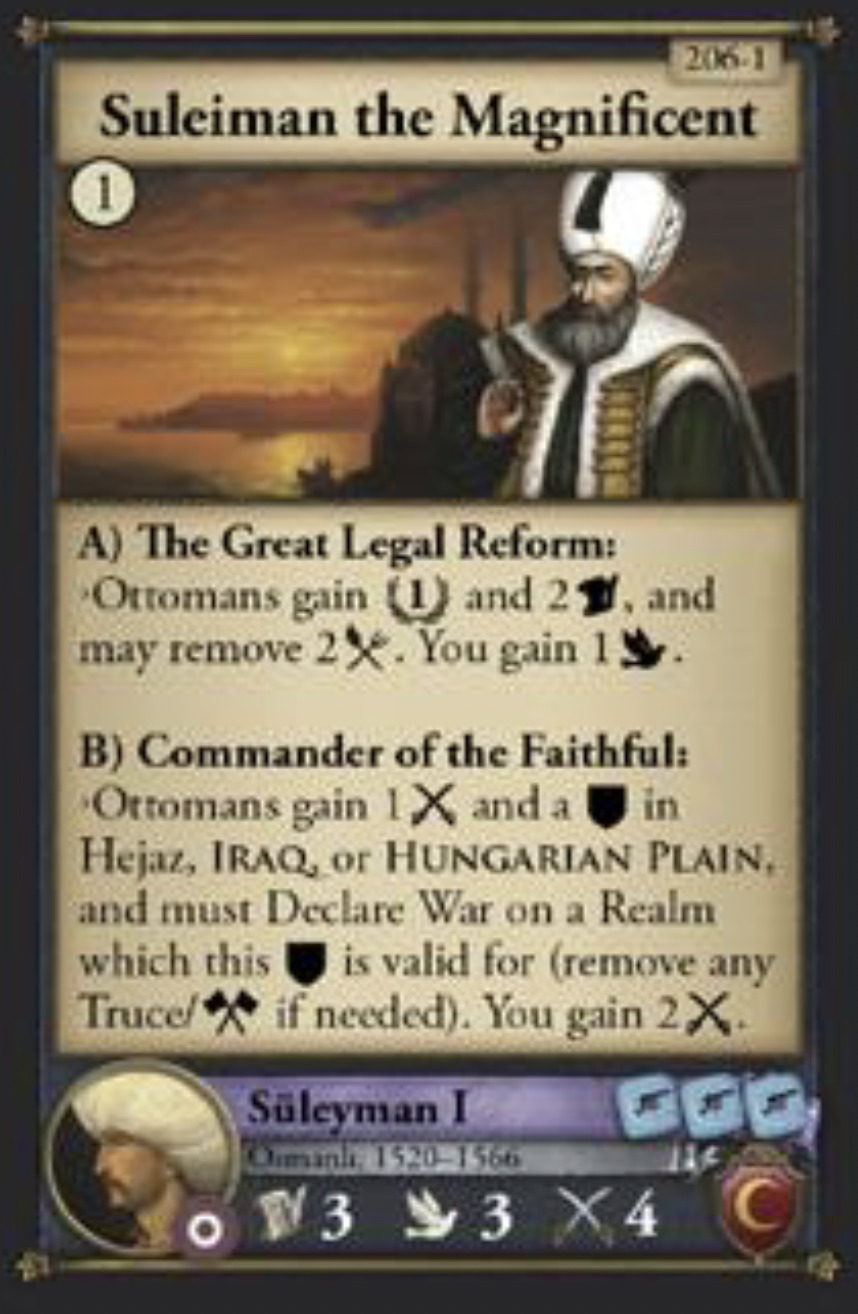 206-1
Suleiman the Magnificent
1
A) The Great Legal Reform:
·Ottomans gain (1) and 2, and
may remove 2. You gain 1.
B) Commander of the Faithful:
·Ottomans gain 1 and a in
Hejaz, IRAQ, or HUNGARIAN PLAIN,
and must Declare War on a Realm
which this is valid for (remove any
Truce/ if needed). You gain 2.
Süleyman I
Osmanlı, 1520–1566
3 3 4